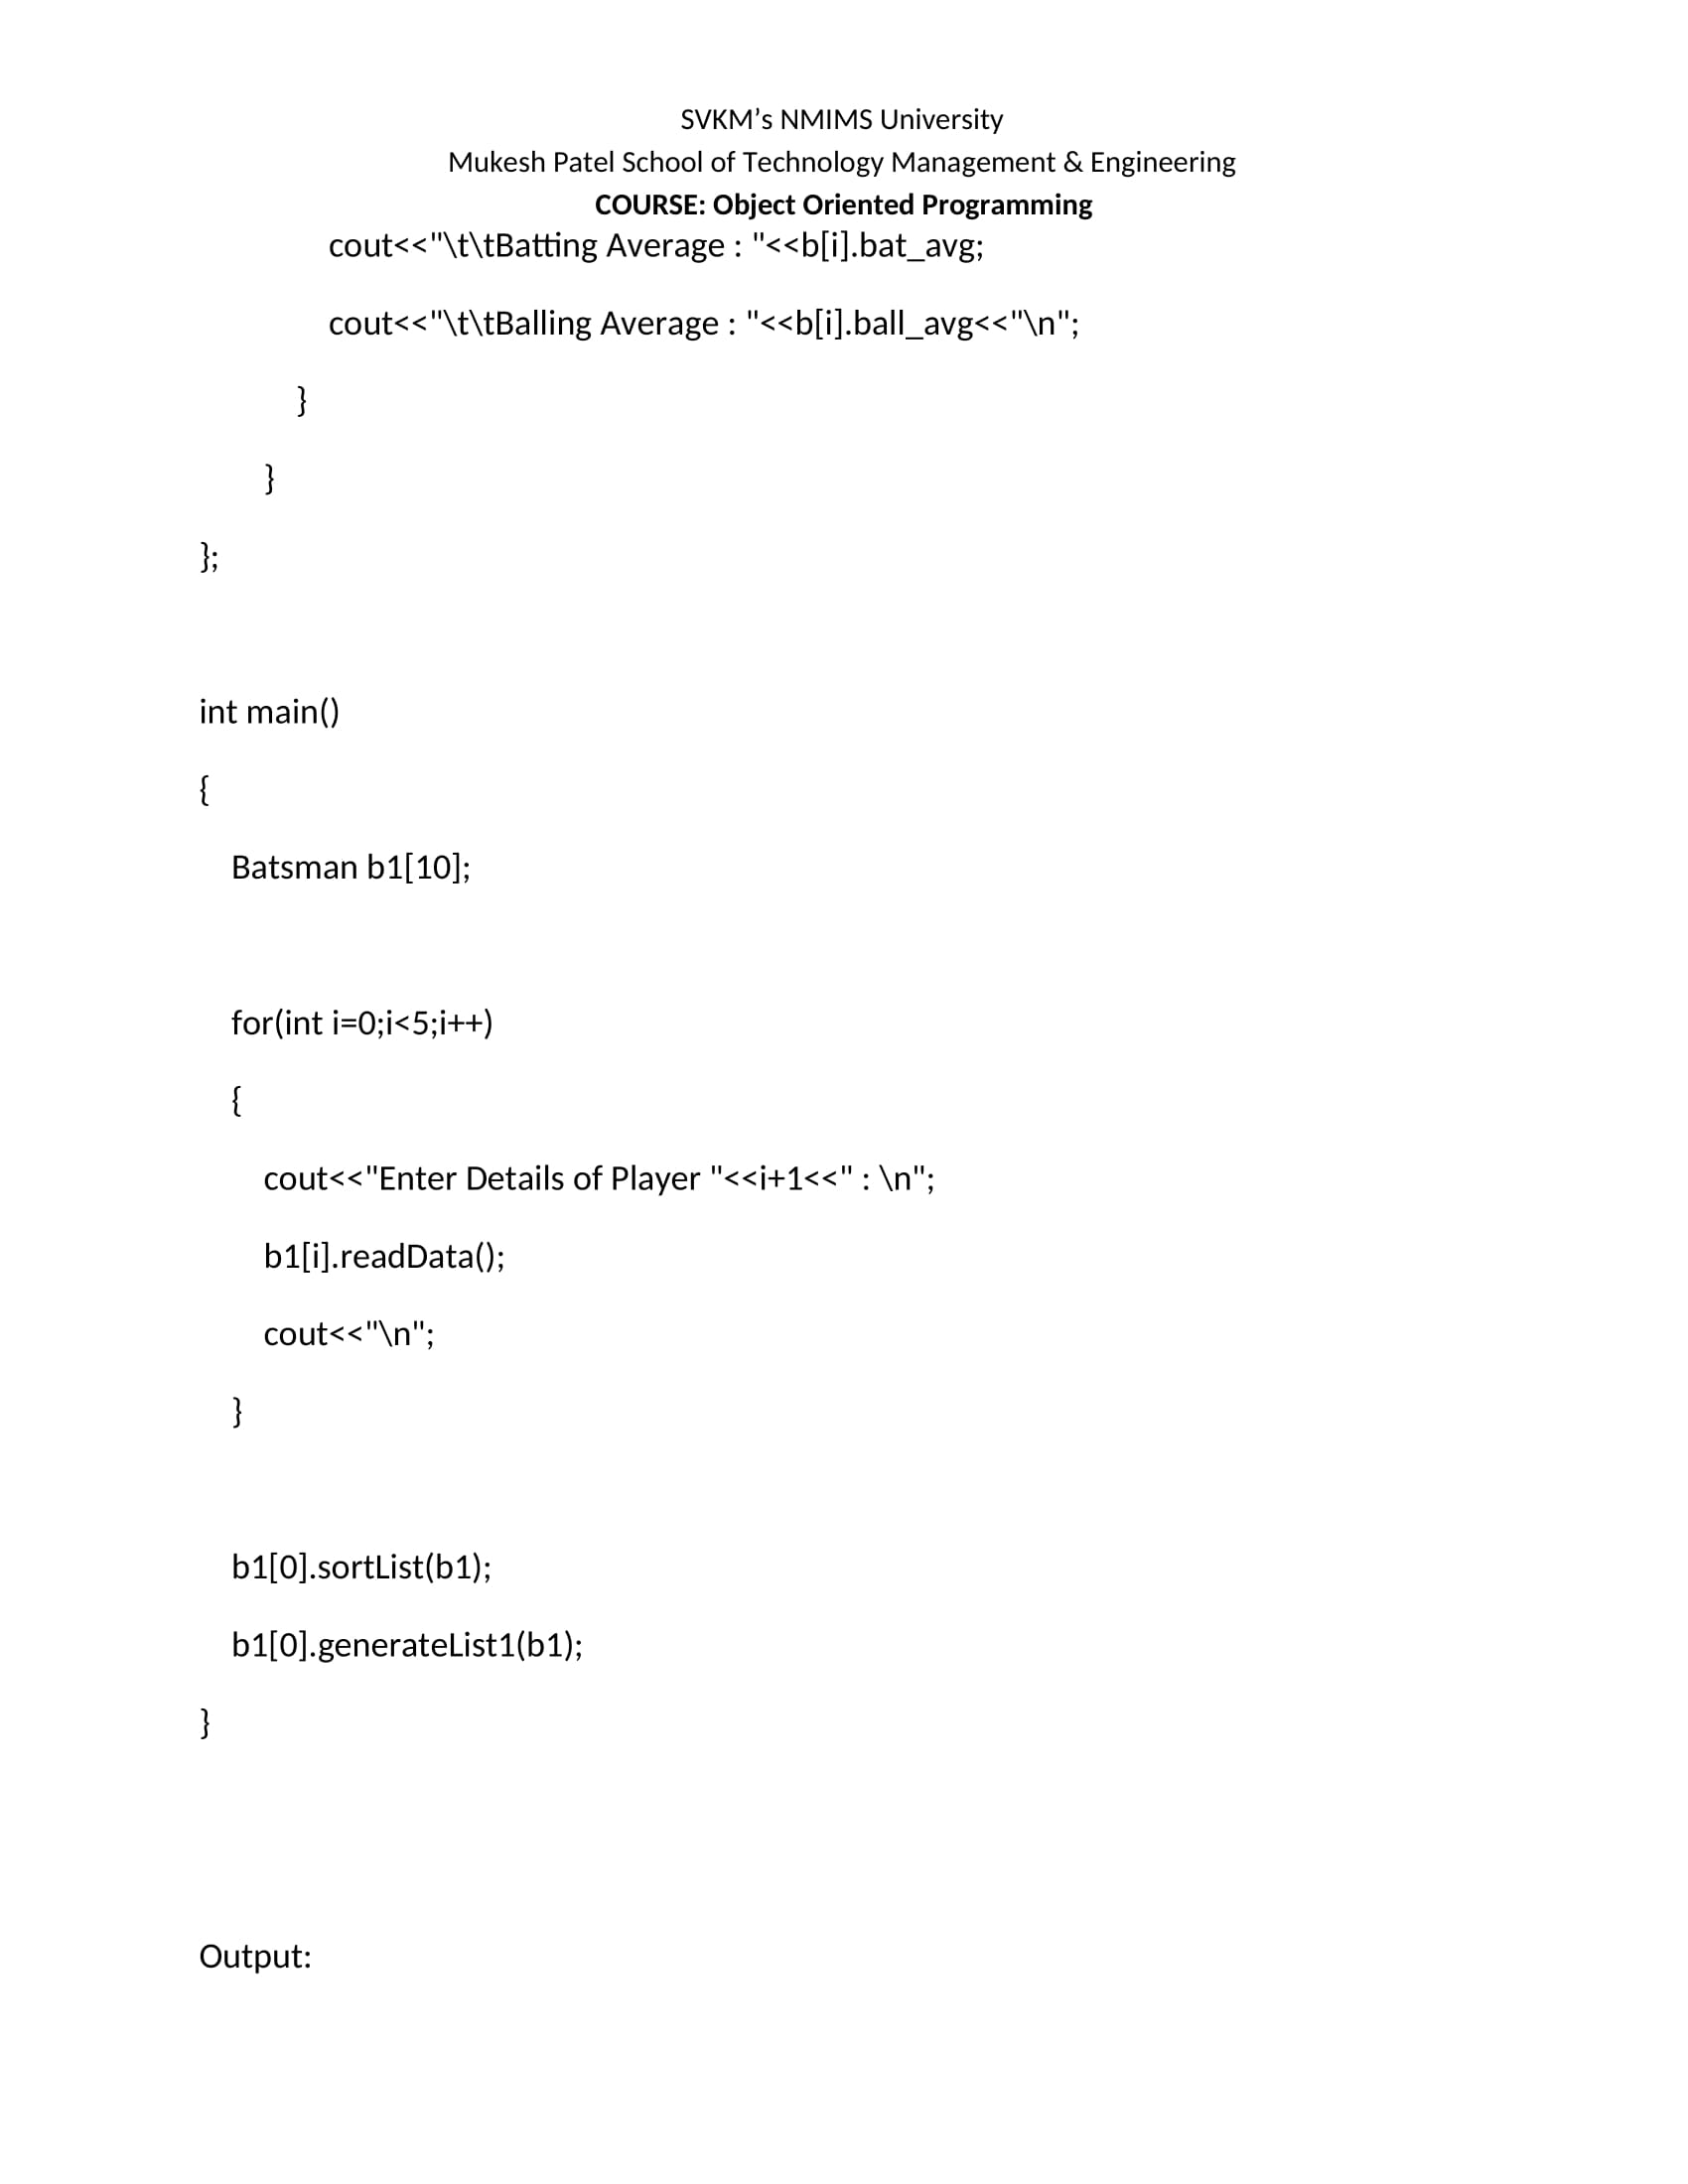 SVKM’s NMIMS University
Mukesh Patel School of Technology Management & Engineering
COURSE: Object Oriented Programming
cout<<"\t\tBatting Average : "<<b[i].bat_avg;
cout<<"\t\tBalling Average : "<<b[i].ball_avg<<"\n";
}
}
};
int main()
{
Batsman b1[10];
for(int i=0;i<5;i++)
{
cout<<"Enter Details of Player "<<i+1<<" : \n";
b1[i].readData();
cout<<"\n";
}
b1[0].sortList(b1);
b1[0].generateList1(b1);
}
Output: